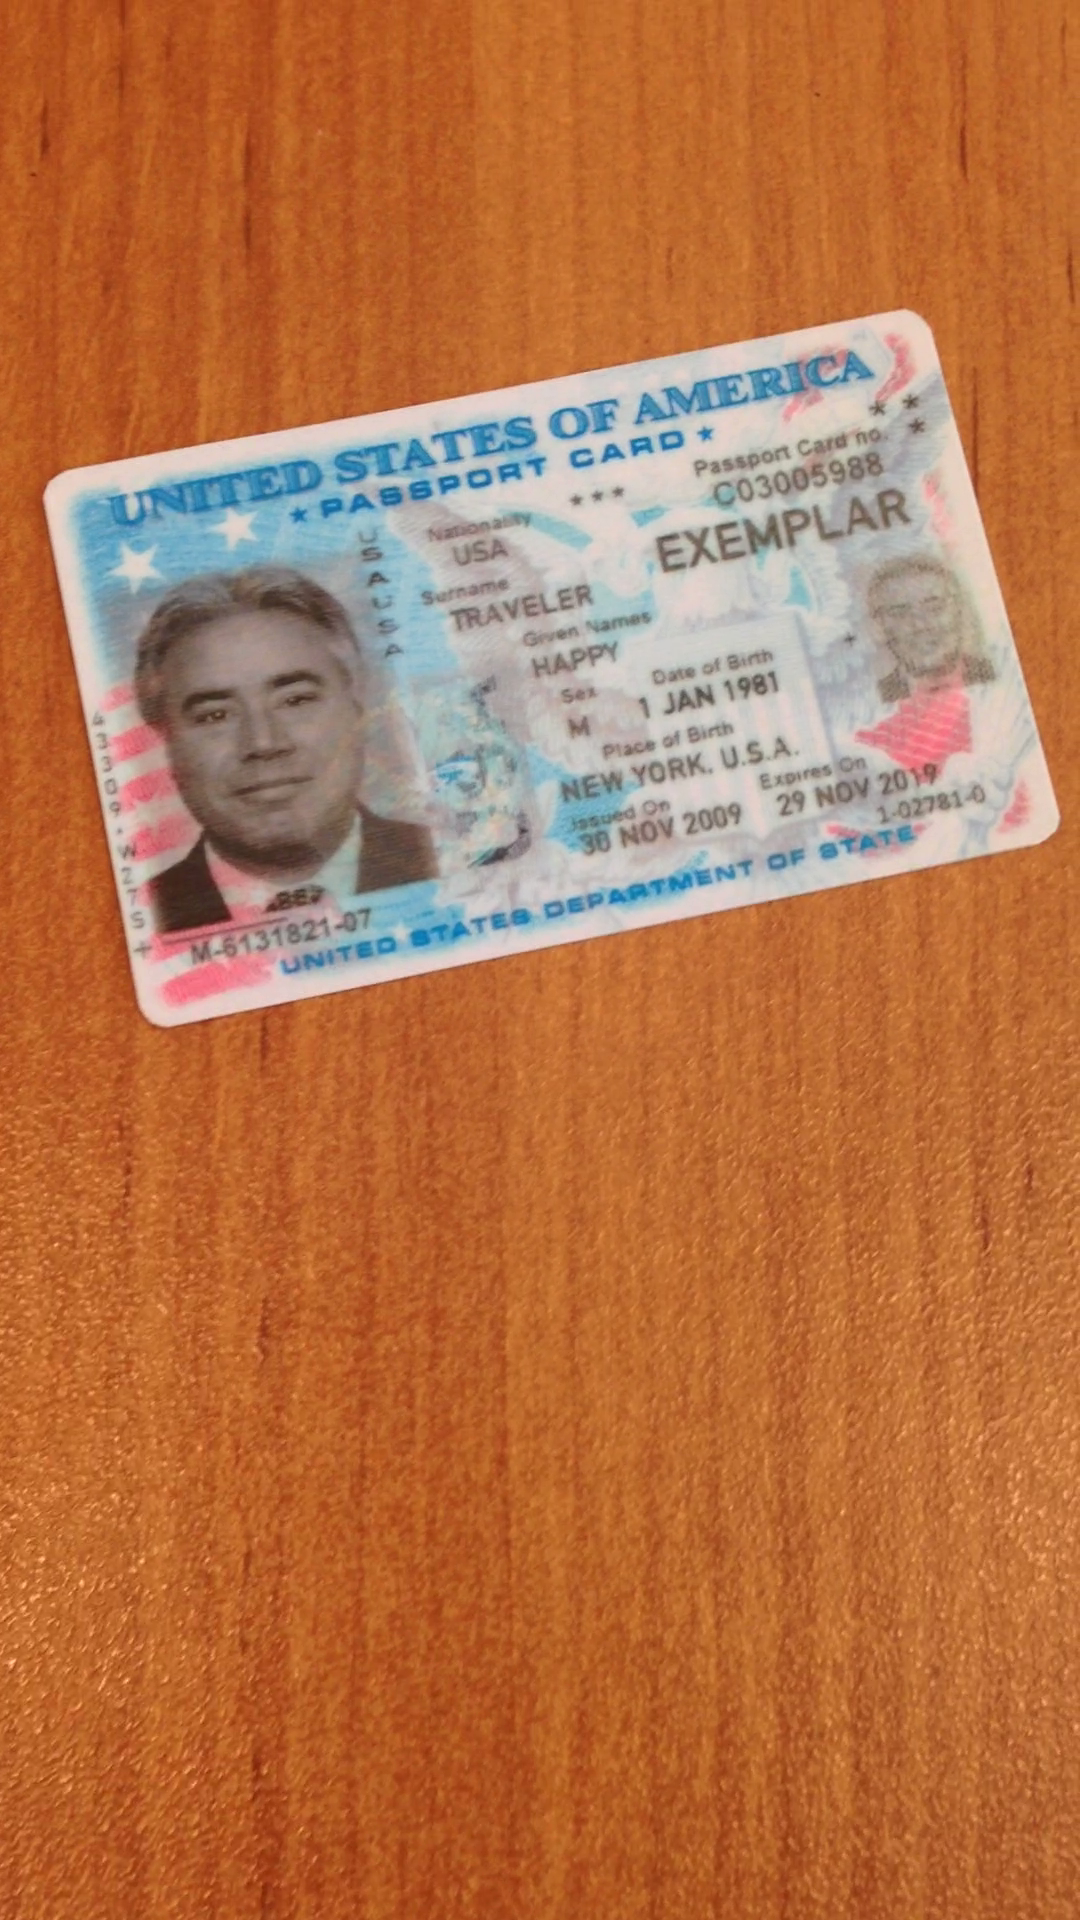 UNITED STATES OF AMERICA
★ PASSPORT CARD ★
Passport Card no.
C03005988
EXEMPLAR
USAUSA
Nationality
USA
Surname
TRAVELER
Given Names
HAPPY
Sex
M
Date of Birth
1 JAN 1981
Place of Birth
NEW YORK, U.S.A.
Issued On
30 NOV 2009
Expires On
29 NOV 2019
1-02781-0
M-6131821-07
UNITED STATES DEPARTMENT OF STATE